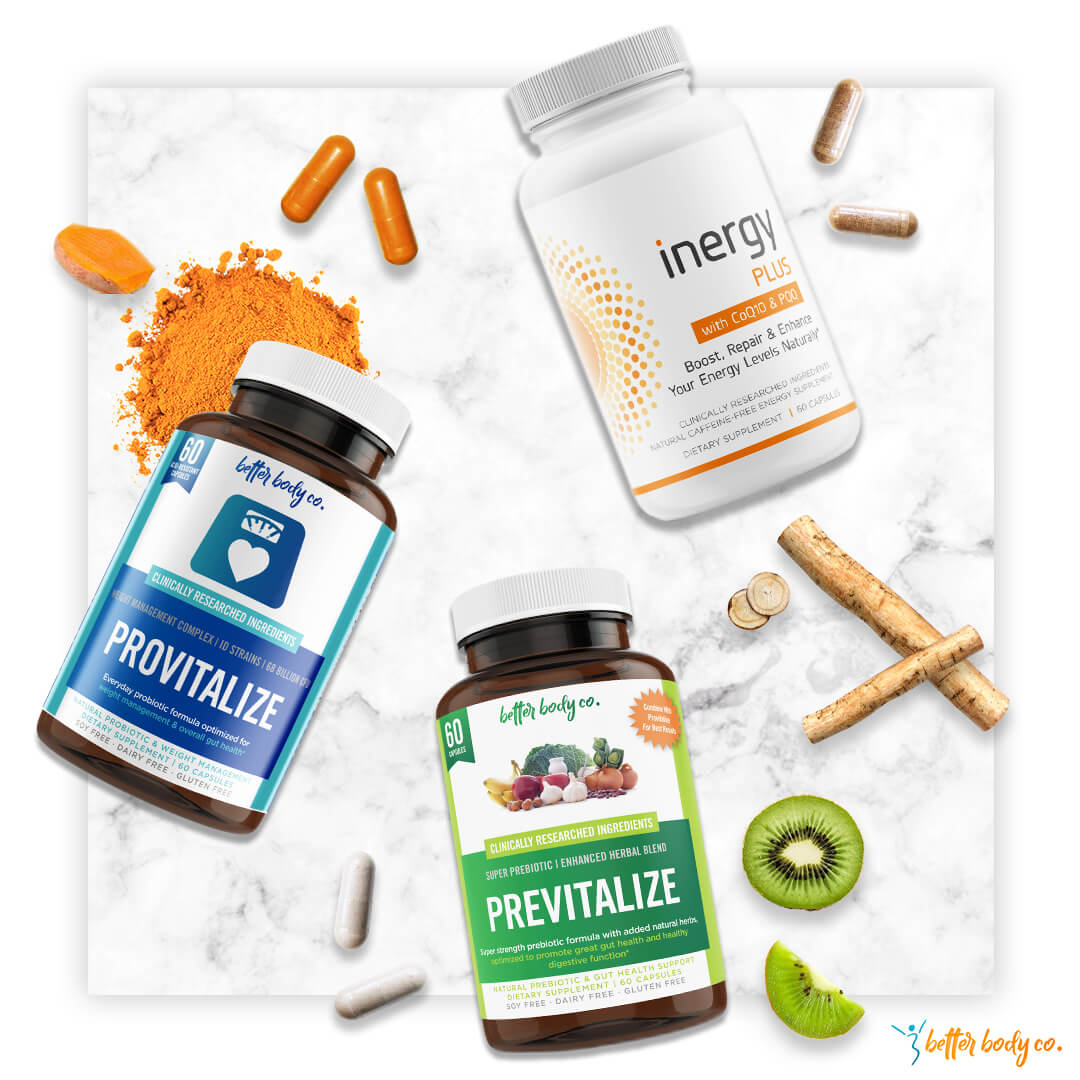 inergy
PLUS
with CoQ10 & PQQ
Boost, Repair & Enhance
Your Energy Levels Naturally*
CLINICALLY RESEARCHED INGREDIENTS
NATURAL CAFFEINE-FREE ENERGY SUPPLEMENT
DIETARY SUPPLEMENT | 60 CAPSULES
60
ACID-RESISTANT
CAPSULES
better body co.
CLINICALLY RESEARCHED INGREDIENTS
WEIGHT MANAGEMENT COMPLEX | 10 STRAINS | 68 BILLION CFU
PROVITALIZE
Everyday probiotic formula optimized for
weight management & overall gut health*
NATURAL PROBIOTIC & WEIGHT MANAGEMENT
DIETARY SUPPLEMENT | 60 CAPSULES
SOY FREE · DAIRY FREE · GLUTEN FREE
60
CAPSULES
better body co.
Combine With
Provitalize
For Best Results
CLINICALLY RESEARCHED INGREDIENTS
SUPER PREBIOTIC | ENHANCED HERBAL BLEND
PREVITALIZE
Super strength prebiotic formula with added natural herbs,
optimized to promote great gut health and healthy
digestive function*
NATURAL PREBIOTIC & GUT HEALTH SUPPORT
DIETARY SUPPLEMENT | 60 CAPSULES
SOY FREE · DAIRY FREE · GLUTEN FREE
better body co.